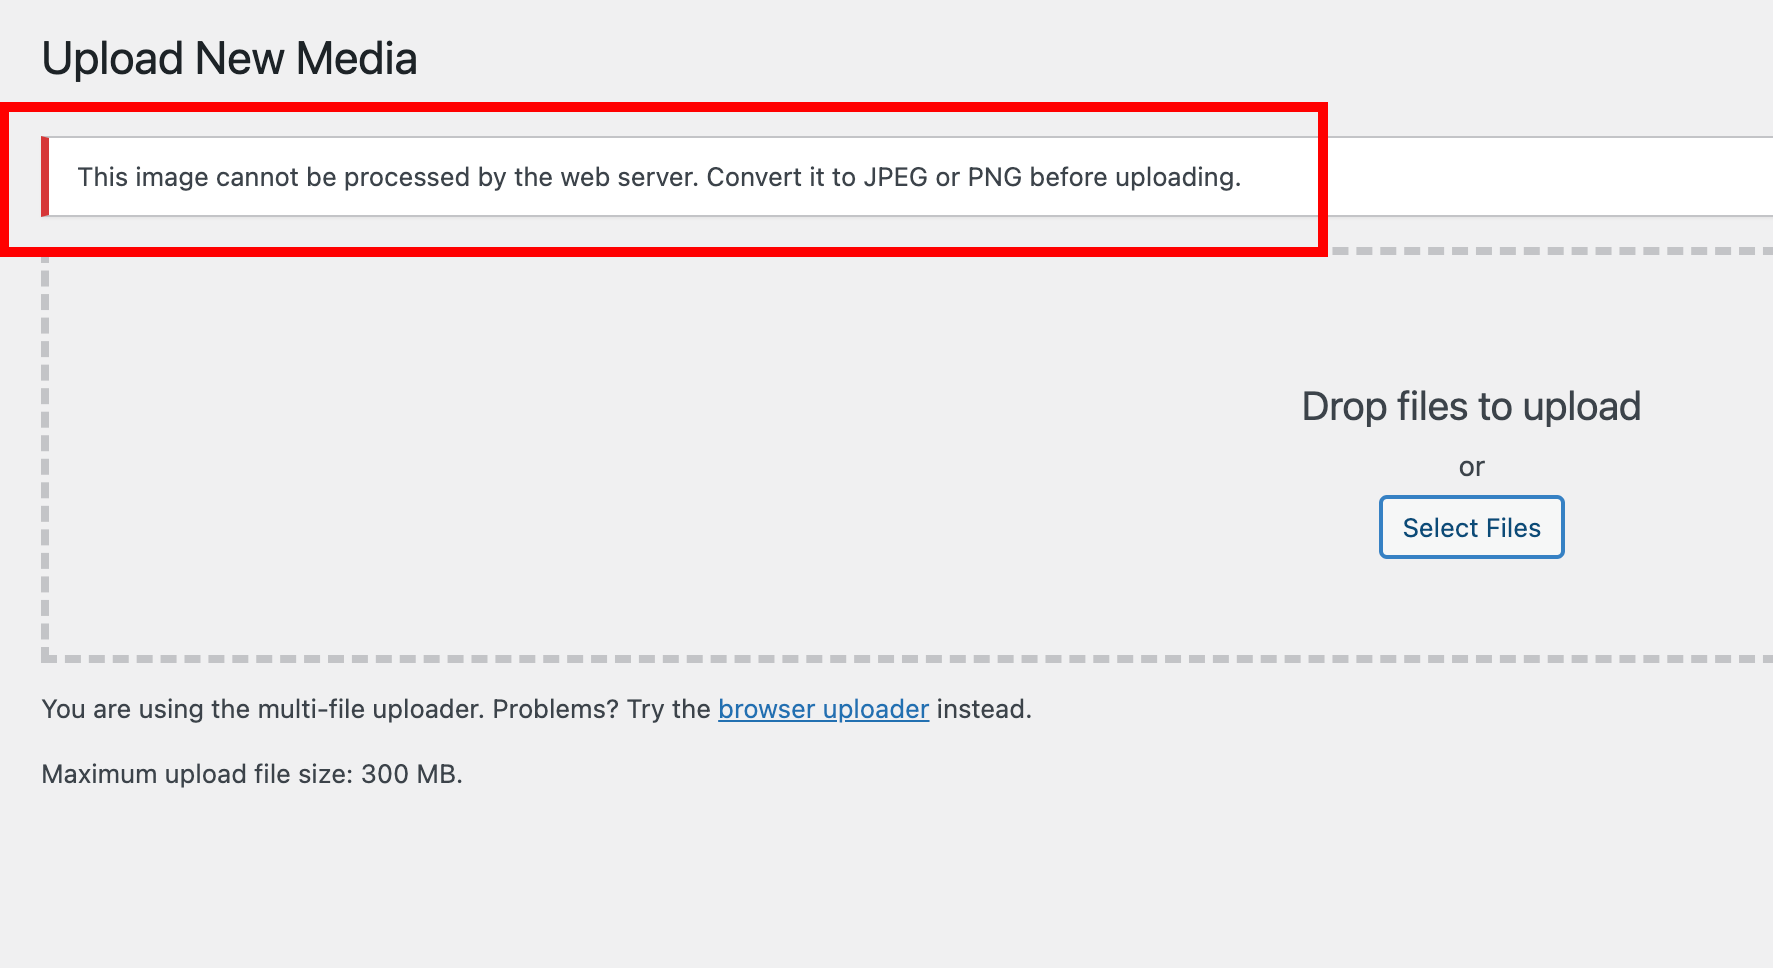 Upload New Media
This image cannot be processed by the web server. Convert it to JPEG or PNG before uploading.
Drop files to upload
or
Select Files
You are using the multi-file uploader. Problems? Try the browser uploader instead.
Maximum upload file size: 300 MB.